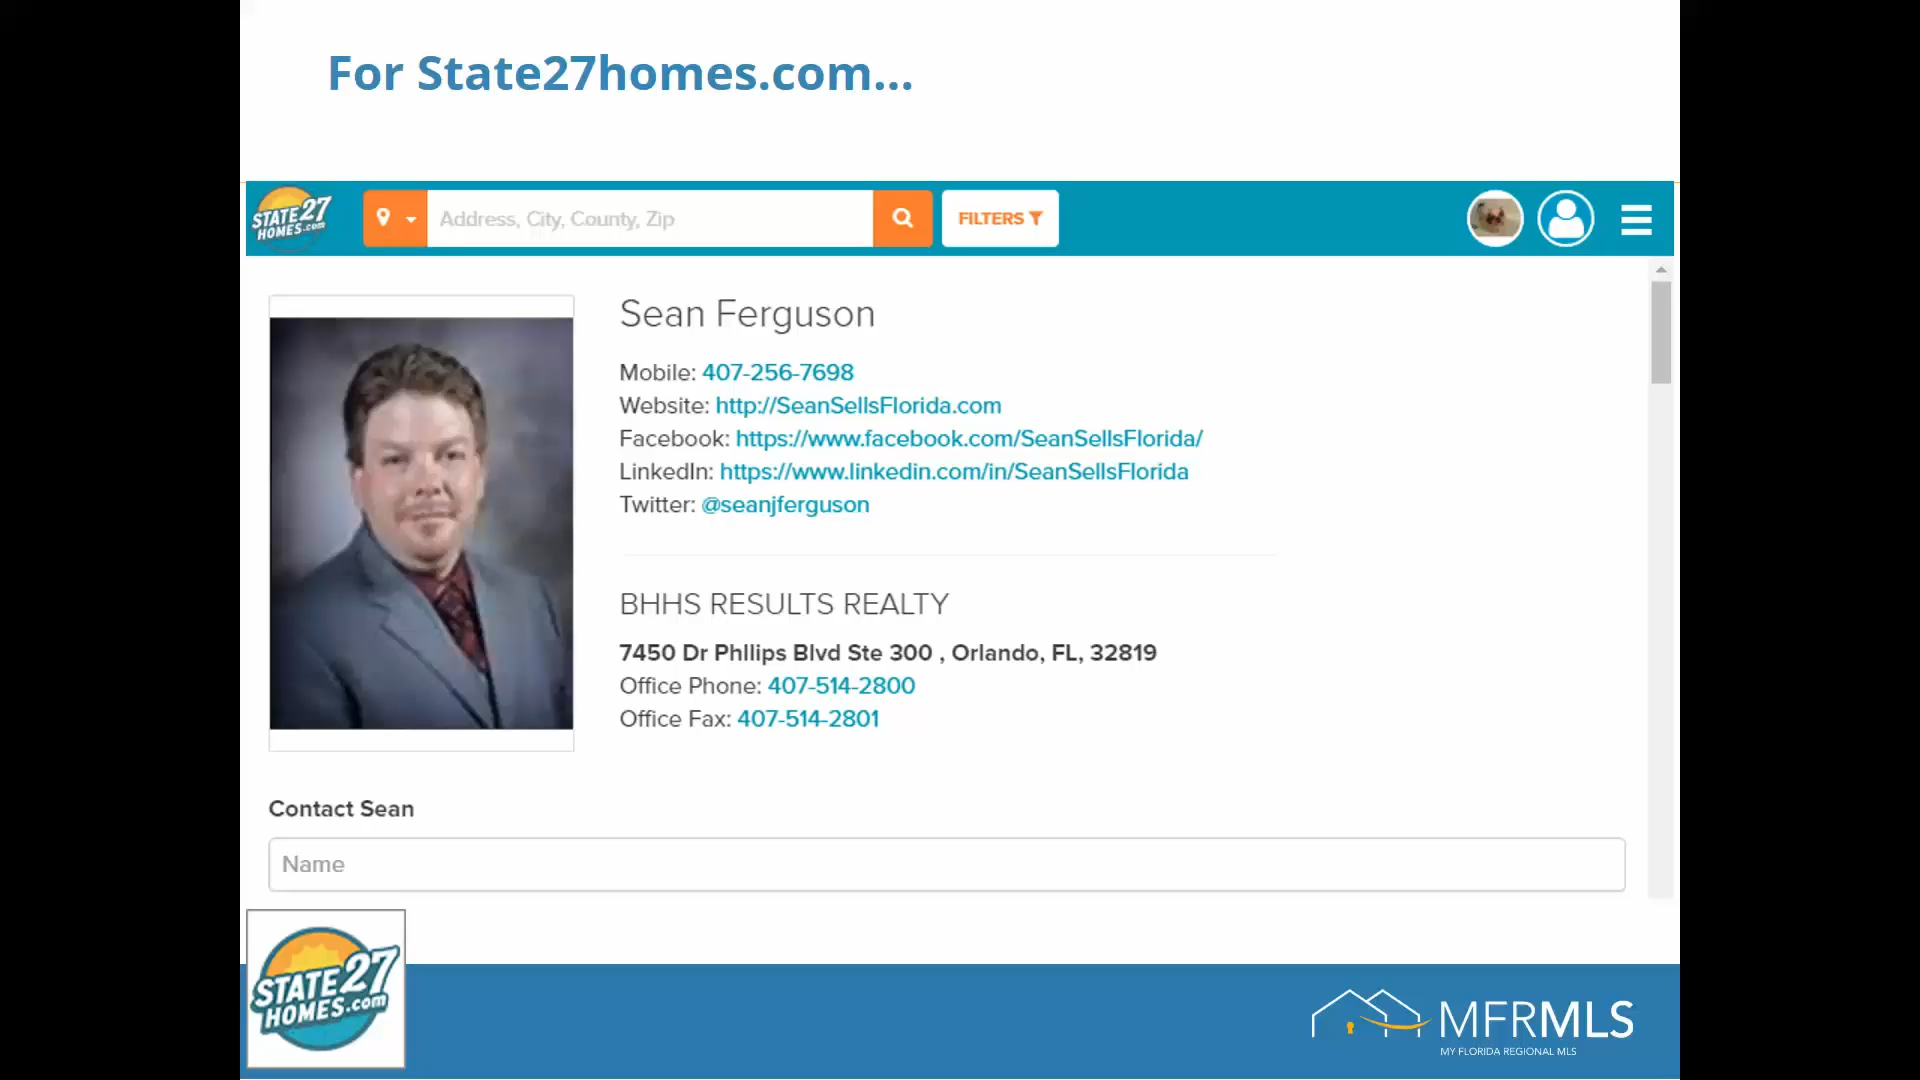 For State27homes.com...
STATE27
HOMES.com
Address, City, County, Zip
FILTERS
Sean Ferguson
Mobile: 407-256-7698
Website: http://SeanSellsFlorida.com
Facebook: https://www.facebook.com/SeanSellsFlorida/
LinkedIn: https://www.linkedin.com/in/SeanSellsFlorida
Twitter: @seanjferguson
BHHS RESULTS REALTY
7450 Dr Phllips Blvd Ste 300 , Orlando, FL, 32819
Office Phone: 407-514-2800
Office Fax: 407-514-2801
Contact Sean
Name
STATE27
HOMES.com
MFRMLS
MY FLORIDA REGIONAL MLS